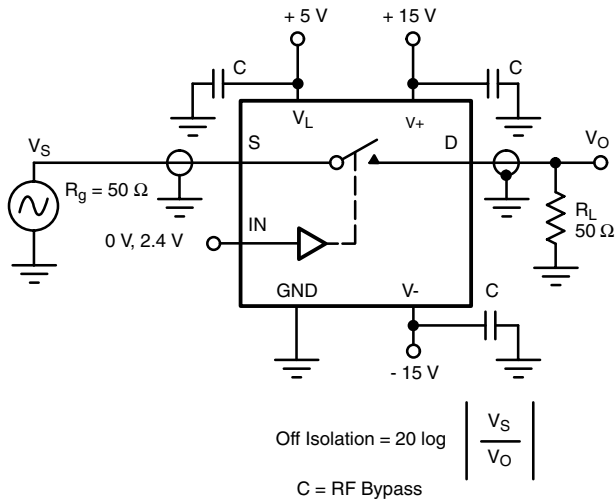 + 5 V
+ 15 V
C
C
V_L
V+
V_S
S
D
V_O
R_g = 50 Ω
R_L
50 Ω
0 V, 2.4 V
IN
GND
V-
C
- 15 V
Off Isolation = 20 log | V_S / V_O |
C = RF Bypass